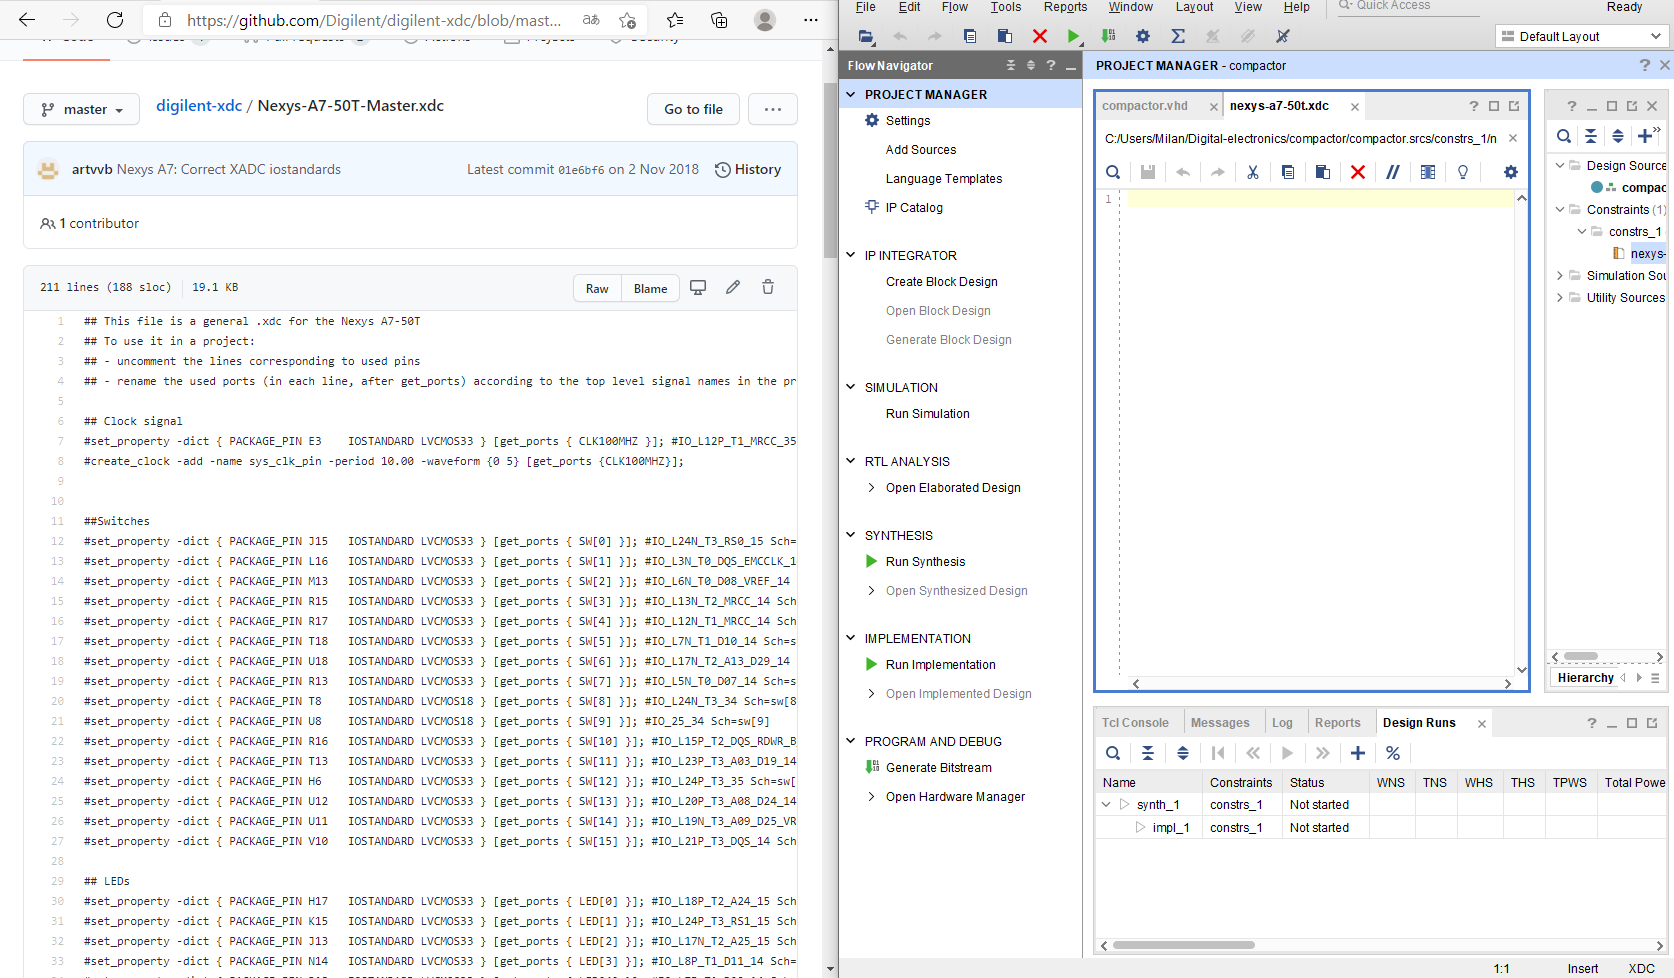 https://github.com/Digilent/digilent-xdc/blob/mast...
master
digilent-xdc / Nexys-A7-50T-Master.xdc
Go to file
...
artvvb Nexys A7: Correct XADC iostandards
Latest commit 01e6bf6 on 2 Nov 2018
History
1 contributor
211 lines (188 sloc)
19.1 KB
Raw
Blame
1 ## This file is a general .xdc for the Nexys A7-50T
2 ## To use it in a project:
3 ## - uncomment the lines corresponding to used pins
4 ## - rename the used ports (in each line, after get_ports) according to the top level signal names in the pr
5
6 ## Clock signal
7 #set_property -dict { PACKAGE_PIN E3    IOSTANDARD LVCMOS33 } [get_ports { CLK100MHZ }]; #IO_L12P_T1_MRCC_35
8 #create_clock -add -name sys_clk_pin -period 10.00 -waveform {0 5} [get_ports {CLK100MHZ}];
9
10
11 ##Switches
12 #set_property -dict { PACKAGE_PIN J15   IOSTANDARD LVCMOS33 } [get_ports { SW[0] }]; #IO_L24N_T3_RS0_15 Sch=
13 #set_property -dict { PACKAGE_PIN L16   IOSTANDARD LVCMOS33 } [get_ports { SW[1] }]; #IO_L3N_T0_DQS_EMCCLK_1
14 #set_property -dict { PACKAGE_PIN M13   IOSTANDARD LVCMOS33 } [get_ports { SW[2] }]; #IO_L6N_T0_D08_VREF_14
15 #set_property -dict { PACKAGE_PIN R15   IOSTANDARD LVCMOS33 } [get_ports { SW[3] }]; #IO_L13N_T2_MRCC_14 Sch
16 #set_property -dict { PACKAGE_PIN R17   IOSTANDARD LVCMOS33 } [get_ports { SW[4] }]; #IO_L12N_T1_MRCC_14 Sch
17 #set_property -dict { PACKAGE_PIN T18   IOSTANDARD LVCMOS33 } [get_ports { SW[5] }]; #IO_L7N_T1_D10_14 Sch=s
18 #set_property -dict { PACKAGE_PIN U18   IOSTANDARD LVCMOS33 } [get_ports { SW[6] }]; #IO_L17N_T2_A13_D29_14
19 #set_property -dict { PACKAGE_PIN R13   IOSTANDARD LVCMOS33 } [get_ports { SW[7] }]; #IO_L5N_T0_D07_14 Sch=s
20 #set_property -dict { PACKAGE_PIN T8    IOSTANDARD LVCMOS18 } [get_ports { SW[8] }]; #IO_L24N_T3_34 Sch=sw[8
21 #set_property -dict { PACKAGE_PIN U8    IOSTANDARD LVCMOS18 } [get_ports { SW[9] }]; #IO_25_34 Sch=sw[9]
22 #set_property -dict { PACKAGE_PIN R16   IOSTANDARD LVCMOS33 } [get_ports { SW[10] }]; #IO_L15P_T2_DQS_RDWR_B
23 #set_property -dict { PACKAGE_PIN T13   IOSTANDARD LVCMOS33 } [get_ports { SW[11] }]; #IO_L23P_T3_A03_D19_14
24 #set_property -dict { PACKAGE_PIN H6    IOSTANDARD LVCMOS33 } [get_ports { SW[12] }]; #IO_L24P_T3_35 Sch=sw[
25 #set_property -dict { PACKAGE_PIN U12   IOSTANDARD LVCMOS33 } [get_ports { SW[13] }]; #IO_L20P_T3_A08_D24_14
26 #set_property -dict { PACKAGE_PIN U11   IOSTANDARD LVCMOS33 } [get_ports { SW[14] }]; #IO_L19N_T3_A09_D25_VR
27 #set_property -dict { PACKAGE_PIN V10   IOSTANDARD LVCMOS33 } [get_ports { SW[15] }]; #IO_L21P_T3_DQS_14 Sch
28
29 ## LEDs
30 #set_property -dict { PACKAGE_PIN H17   IOSTANDARD LVCMOS33 } [get_ports { LED[0] }]; #IO_L18P_T2_A24_15 Sch
31 #set_property -dict { PACKAGE_PIN K15   IOSTANDARD LVCMOS33 } [get_ports { LED[1] }]; #IO_L24P_T3_RS1_15 Sch
32 #set_property -dict { PACKAGE_PIN J13   IOSTANDARD LVCMOS33 } [get_ports { LED[2] }]; #IO_L17N_T2_A25_15 Sch
33 #set_property -dict { PACKAGE_PIN N14   IOSTANDARD LVCMOS33 } [get_ports { LED[3] }]; #IO_L8P_T1_D11_14 Sch=
File Edit Flow Tools Reports Window Layout View Help
Quick Access
Ready
Default Layout
Flow Navigator
PROJECT MANAGER
Settings
Add Sources
Language Templates
IP Catalog
IP INTEGRATOR
Create Block Design
Open Block Design
Generate Block Design
SIMULATION
Run Simulation
RTL ANALYSIS
Open Elaborated Design
SYNTHESIS
Run Synthesis
Open Synthesized Design
IMPLEMENTATION
Run Implementation
Open Implemented Design
PROGRAM AND DEBUG
Generate Bitstream
Open Hardware Manager
PROJECT MANAGER - compactor
compactor.vhd
nexys-a7-50t.xdc
C:/Users/Milan/Digital-electronics/compactor/compactor.srcs/constrs_1/n
1
Design Source
compac
Constraints (1)
constrs_1
nexys-
Simulation Sou
Utility Sources
Hierarchy
Tcl Console Messages Log Reports Design Runs
Name Constraints Status WNS TNS WHS THS TPWS Total Powe
synth_1 constrs_1 Not started
impl_1 constrs_1 Not started
1:1 Insert XDC